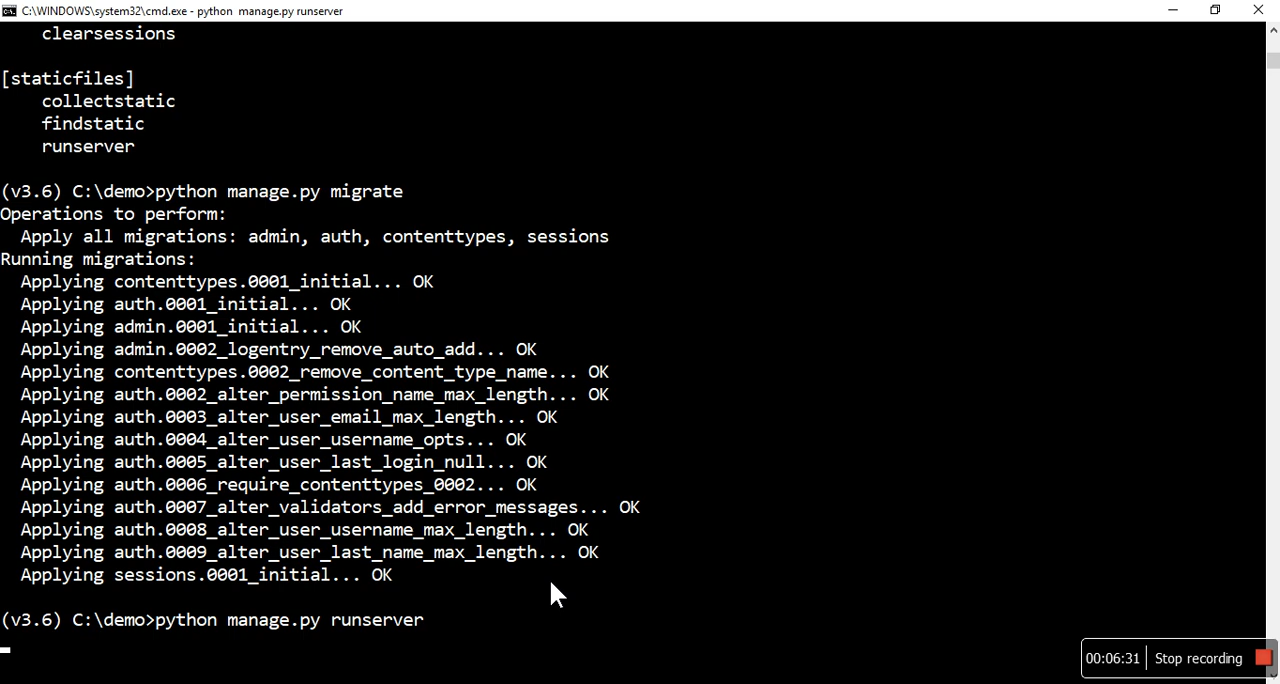 C:\WINDOWS\system32\cmd.exe - python manage.py runserver
clearsessions
[staticfiles]
collectstatic
findstatic
runserver
(v3.6) C:\demo>python manage.py migrate
Operations to perform:
Apply all migrations: admin, auth, contenttypes, sessions
Running migrations:
Applying contenttypes.0001_initial... OK
Applying auth.0001_initial... OK
Applying admin.0001_initial... OK
Applying admin.0002_logentry_remove_auto_add... OK
Applying contenttypes.0002_remove_content_type_name... OK
Applying auth.0002_alter_permission_name_max_length... OK
Applying auth.0003_alter_user_email_max_length... OK
Applying auth.0004_alter_user_username_opts... OK
Applying auth.0005_alter_user_last_login_null... OK
Applying auth.0006_require_contenttypes_0002... OK
Applying auth.0007_alter_validators_add_error_messages... OK
Applying auth.0008_alter_user_username_max_length... OK
Applying auth.0009_alter_user_last_name_max_length... OK
Applying sessions.0001_initial... OK
(v3.6) C:\demo>python manage.py runserver
00:06:31 Stop recording